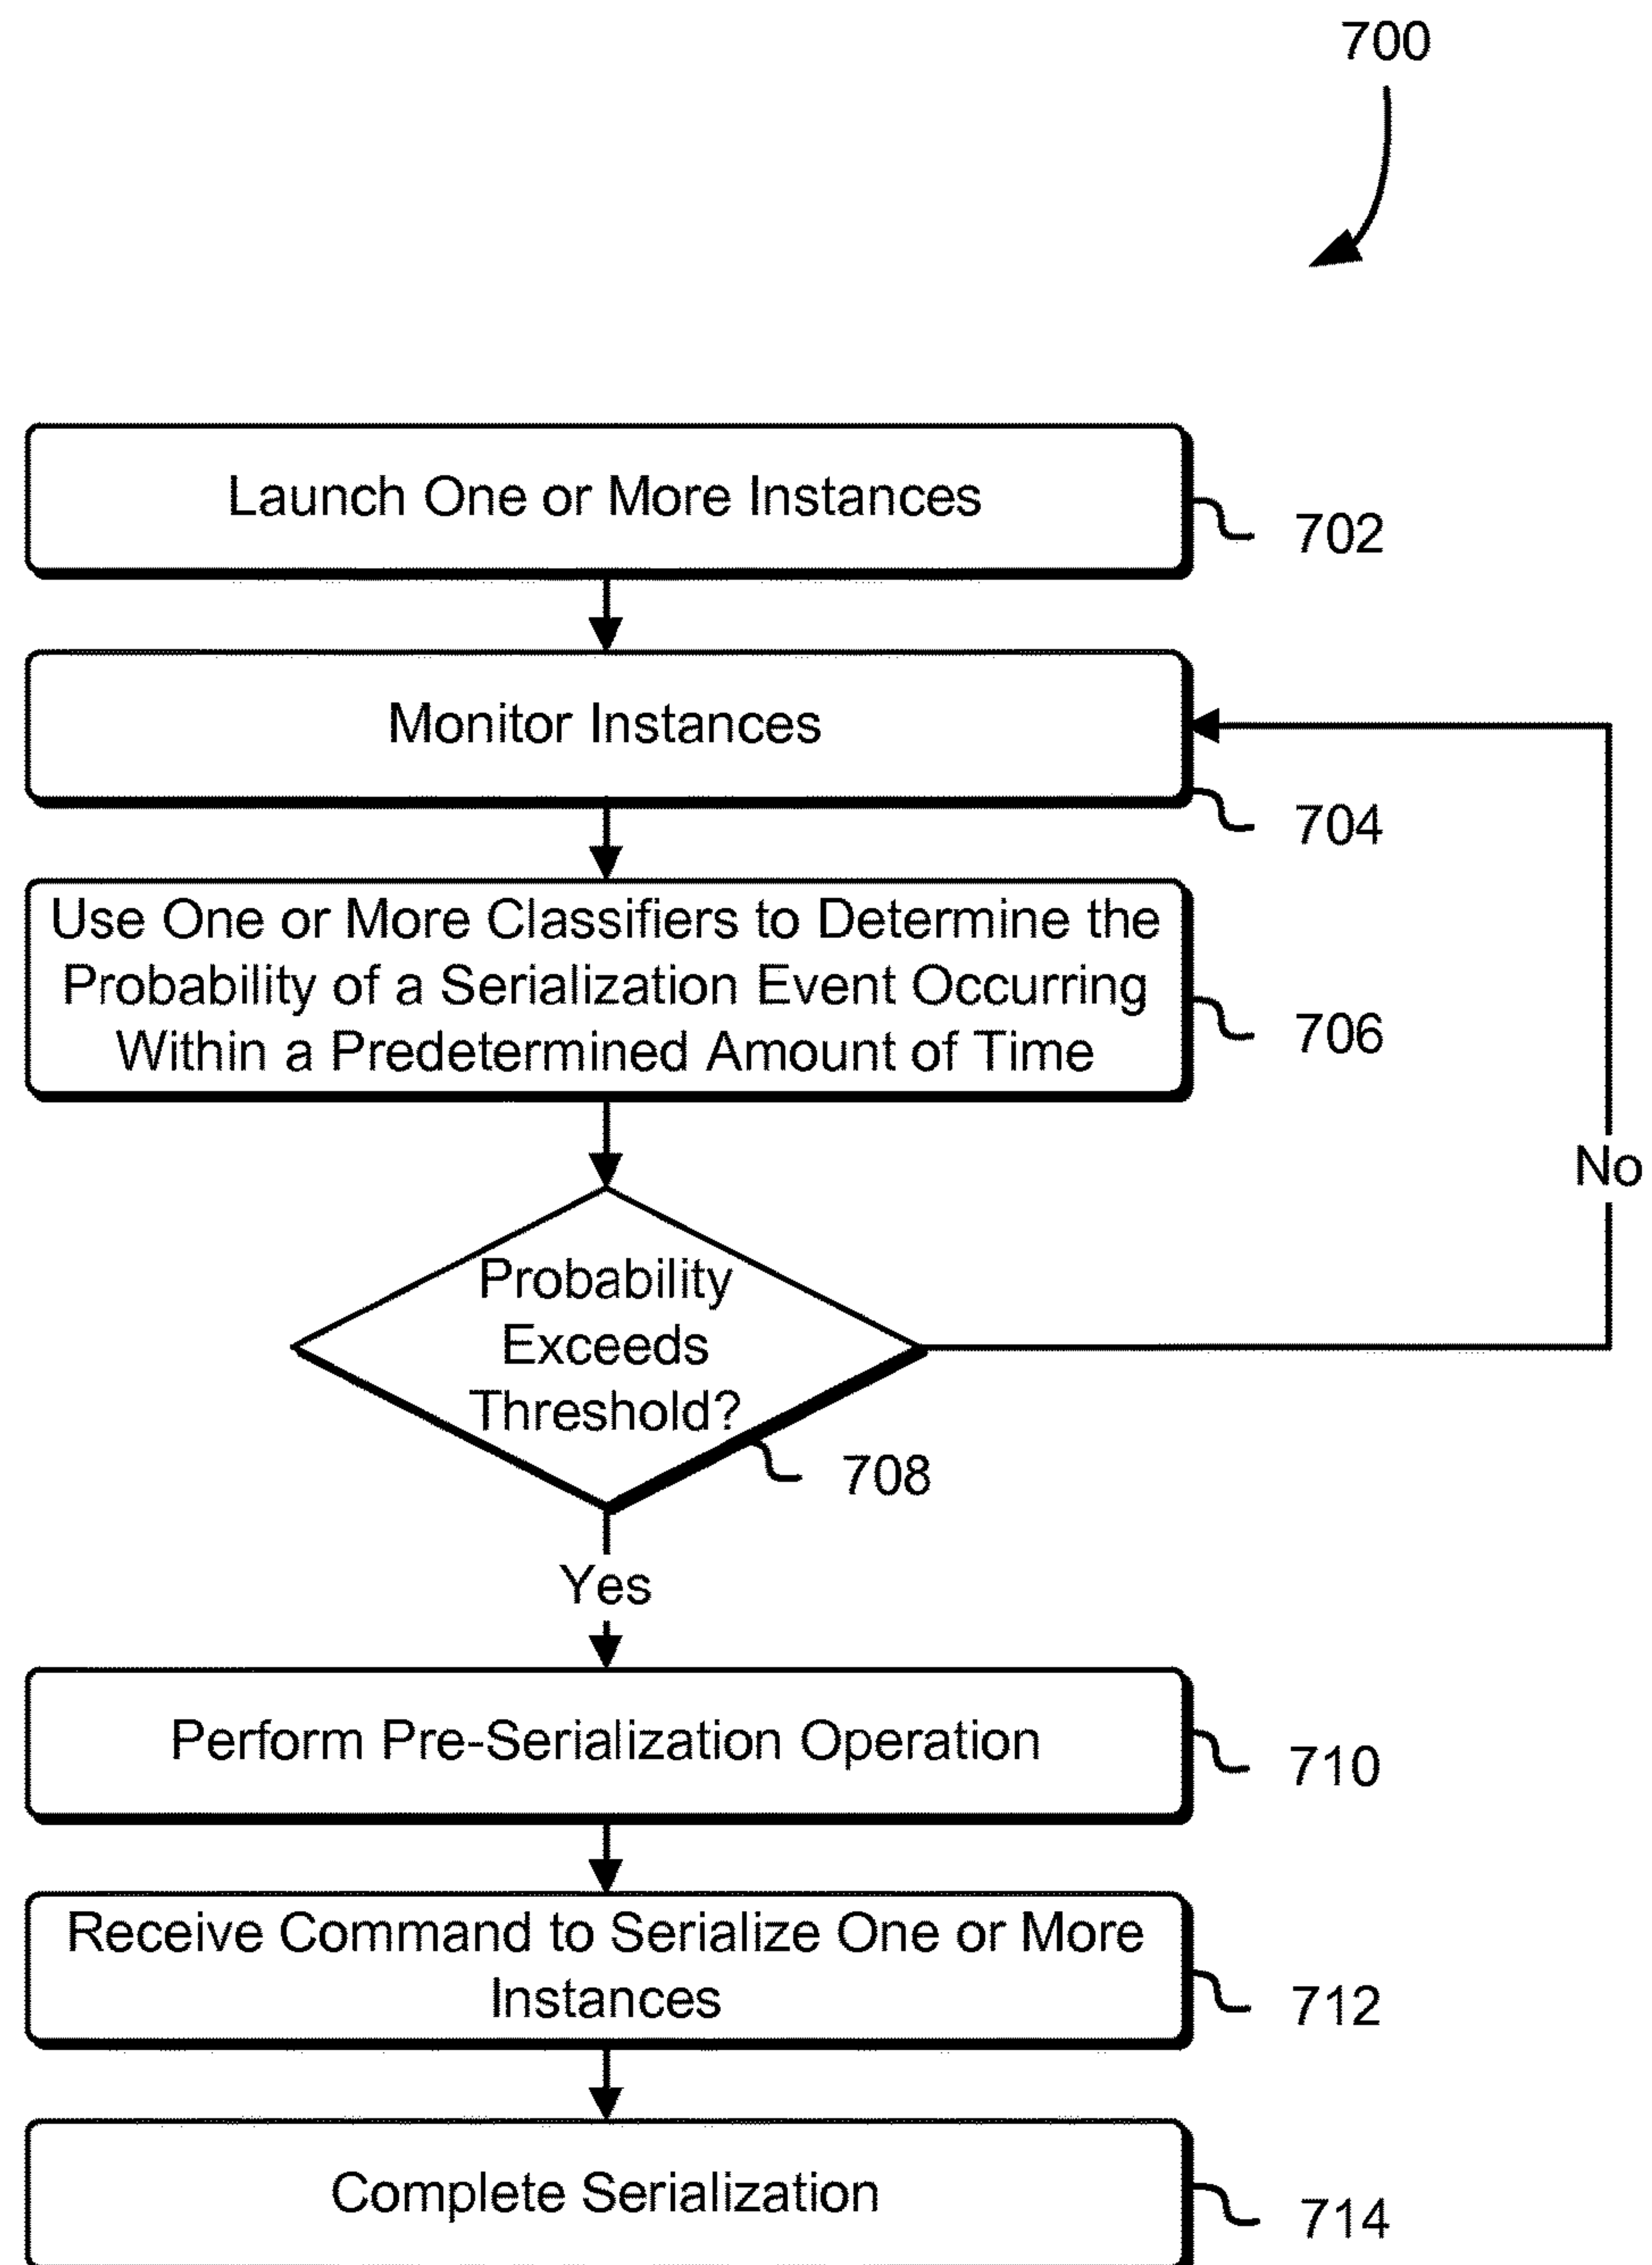 700
Launch One or More Instances
702
Monitor Instances
704
Use One or More Classifiers to Determine the
Probability of a Serialization Event Occurring
Within a Predetermined Amount of Time
706
No
Probability
Exceeds
Threshold?
708
Yes
Perform Pre-Serialization Operation
710
Receive Command to Serialize One or More
Instances
712
Complete Serialization
714